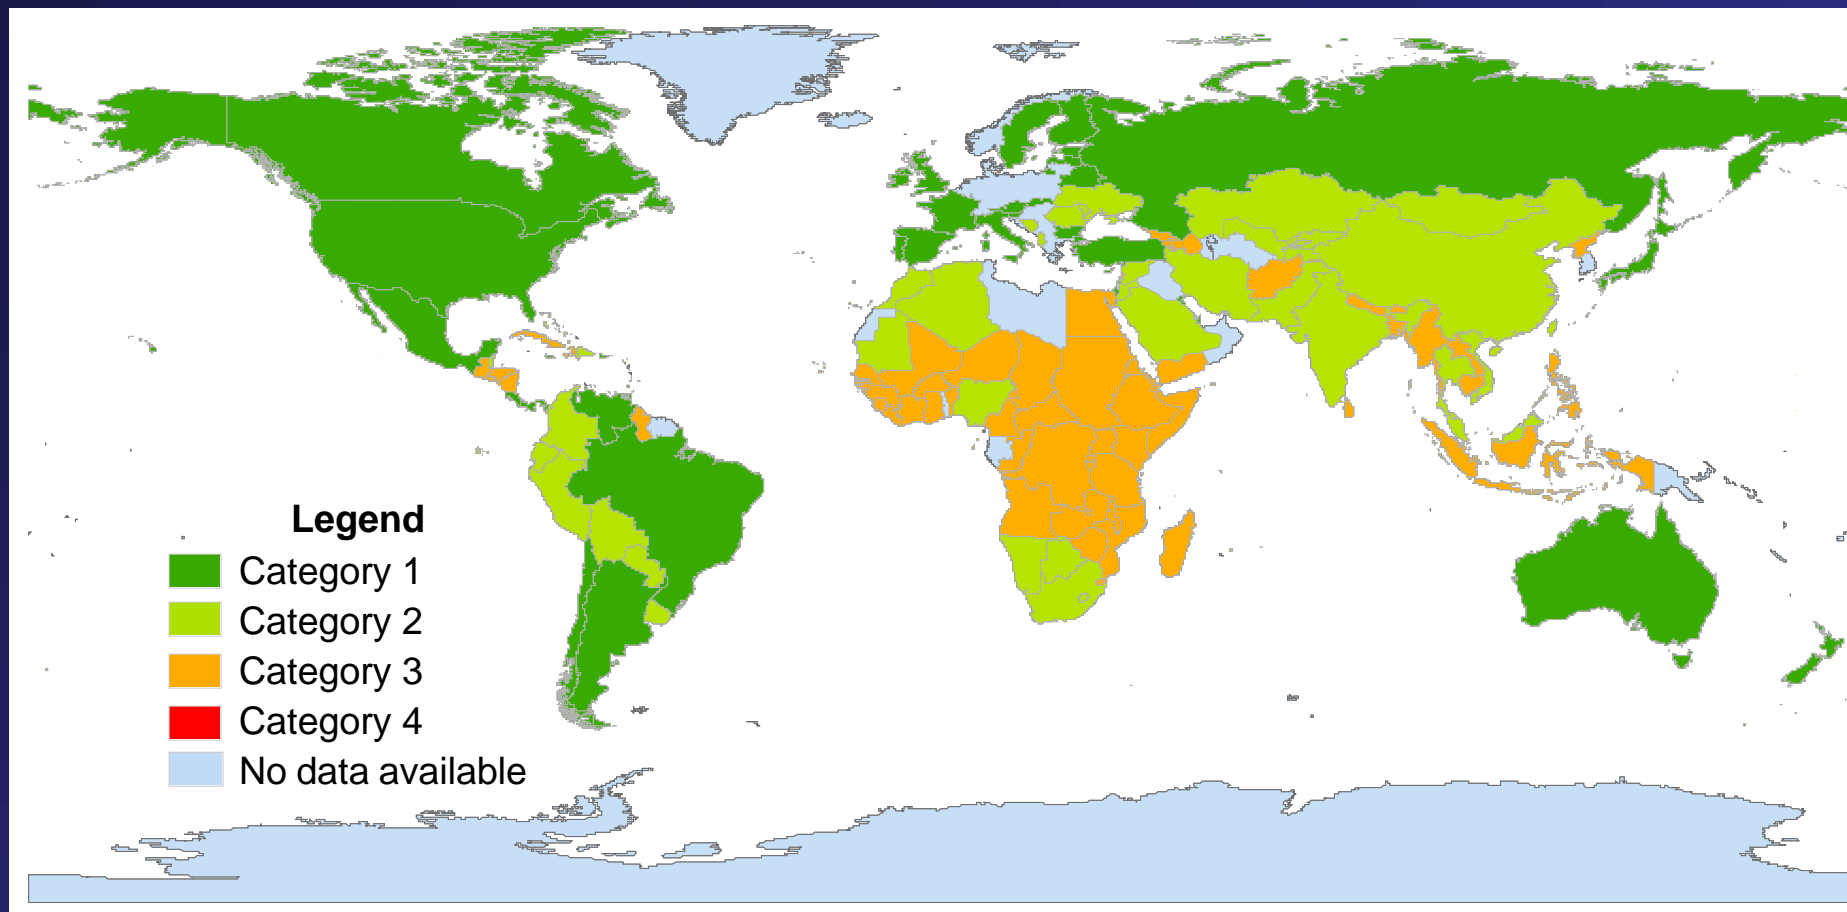 Legend
Category 1
Category 2
Category 3
Category 4
No data available